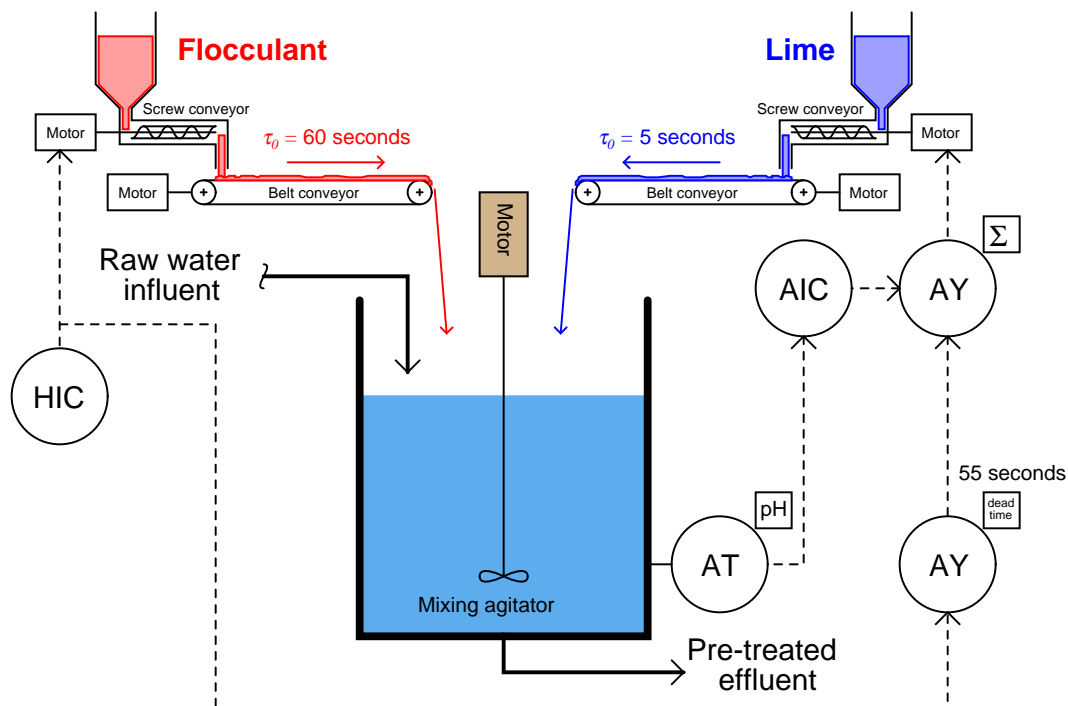 Flocculant
Lime
Screw conveyor
Screw conveyor
Motor
τ0 = 60 seconds
τ0 = 5 seconds
Motor
Motor
Belt conveyor
Belt conveyor
Motor
Motor
Σ
Raw water
influent
AIC
AY
HIC
55 seconds
pH
dead
time
AT
AY
Mixing agitator
Pre-treated
effluent